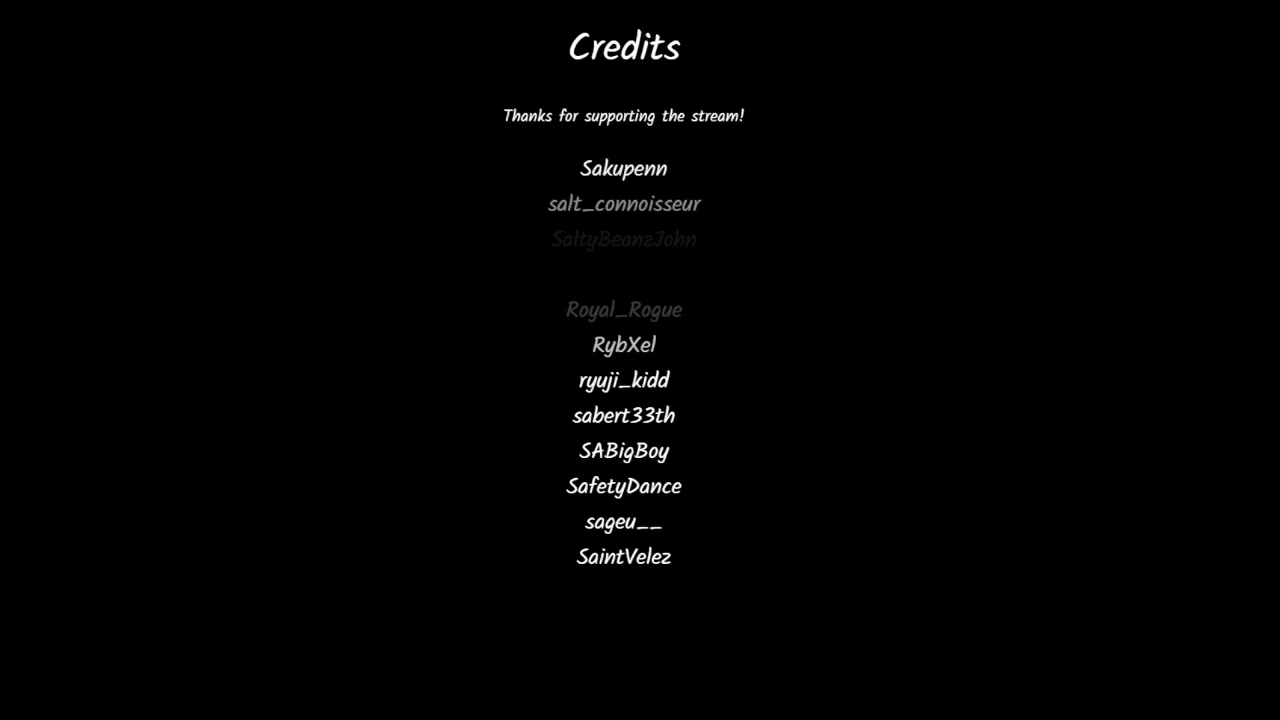 Credits
Thanks for supporting the stream!
Sakupenn
salt_connoisseur
SaltyBeanzJohn
Royal_Rogue
RybXel
ryuji_kidd
sabert33th
SABigBoy
SafetyDance
sageu__
SaintVelez